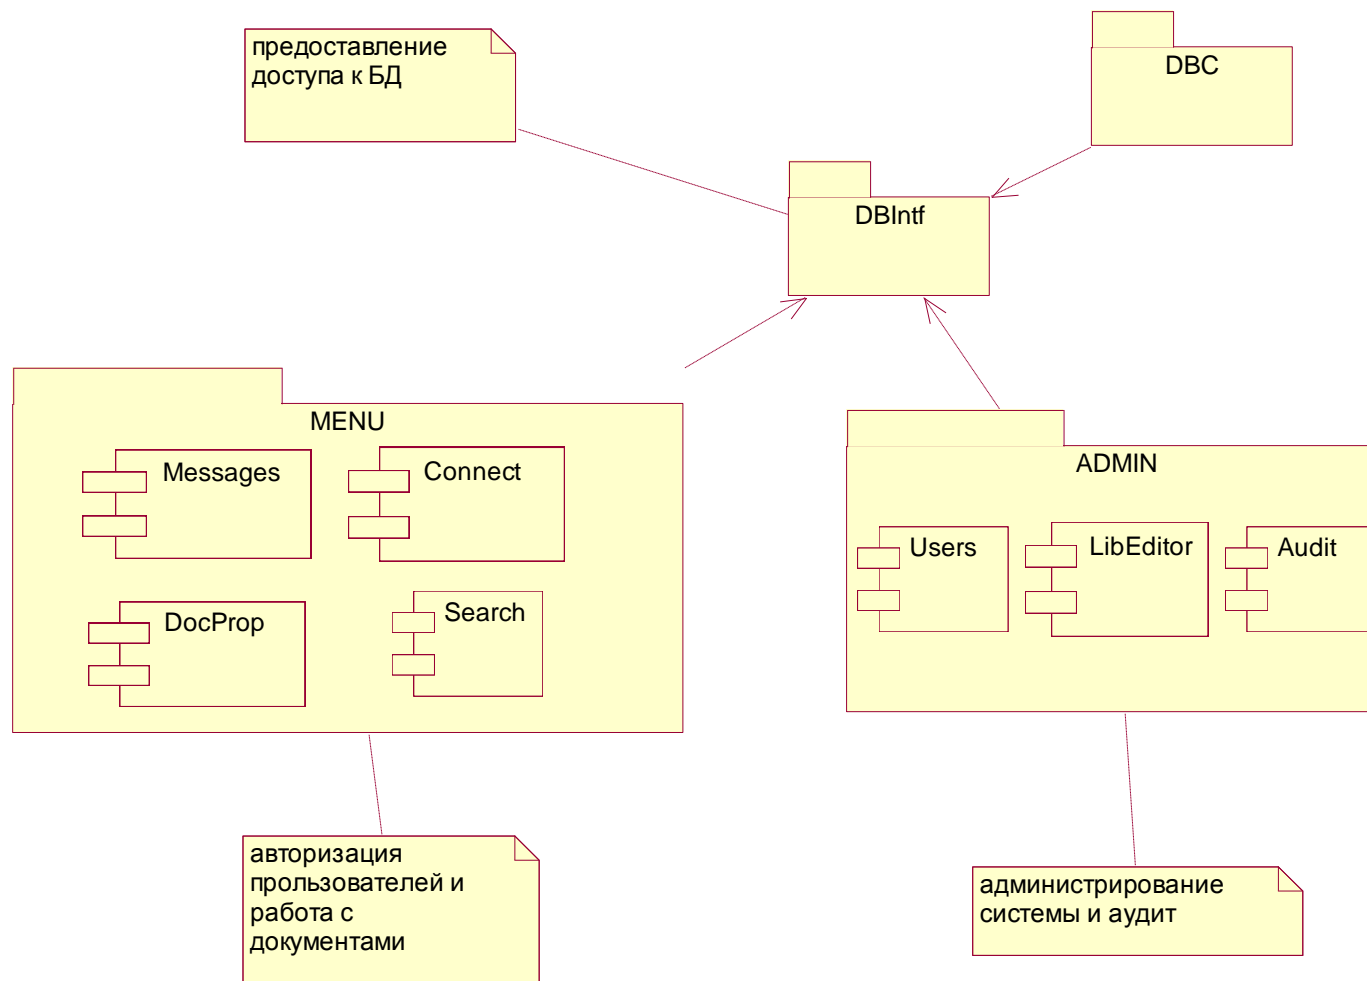 предоставление
доступа к БД
DBC
DBIntf
MENU
Messages
Connect
DocProp
Search
ADMIN
Users
LibEditor
Audit
авторизация
прользователей и
работа с
документами
администрирование
системы и аудит